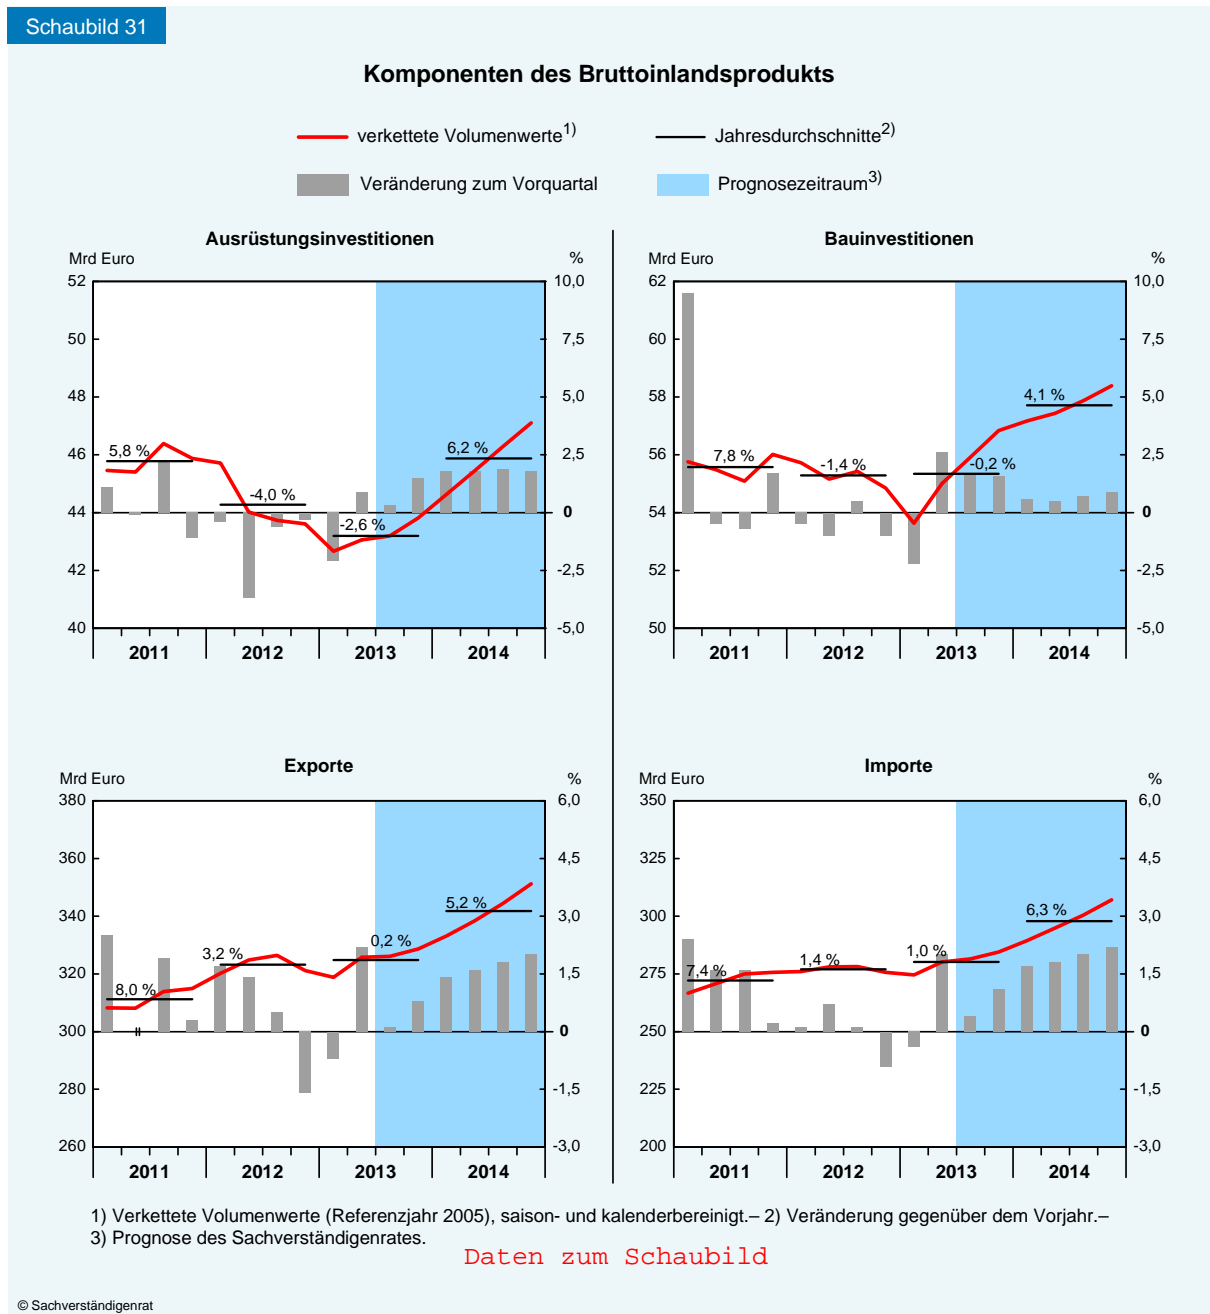 Schaubild 31
Komponenten des Bruttoinlandsprodukts
verkettete Volumenwerte1)
Jahresdurchschnitte2)
Veränderung zum Vorquartal
Prognosezeitraum3)
Ausrüstungsinvestitionen
Mrd Euro %
52 10,0
50 7,5
48 5,0
46 2,5
44 0
42 -2,5
40 -5,0
5,8 %
-4,0 %
-2,6 %
6,2 %
2011 2012 2013 2014
Bauinvestitionen
Mrd Euro %
62 10,0
60 7,5
58 5,0
56 2,5
54 0
52 -2,5
50 -5,0
7,8 %
-1,4 %
-0,2 %
4,1 %
2011 2012 2013 2014
Exporte
Mrd Euro %
380 6,0
360 4,5
340 3,0
320 1,5
300 0
280 -1,5
260 -3,0
8,0 %
3,2 %
0,2 %
5,2 %
2011 2012 2013 2014
Importe
Mrd Euro %
350 6,0
325 4,5
300 3,0
275 1,5
250 0
225 -1,5
200 -3,0
7,4 %
1,4 %
1,0 %
6,3 %
2011 2012 2013 2014
1) Verkettete Volumenwerte (Referenzjahr 2005), saison- und kalenderbereinigt.– 2) Veränderung gegenüber dem Vorjahr.–
3) Prognose des Sachverständigenrates.
Daten zum Schaubild
© Sachverständigenrat